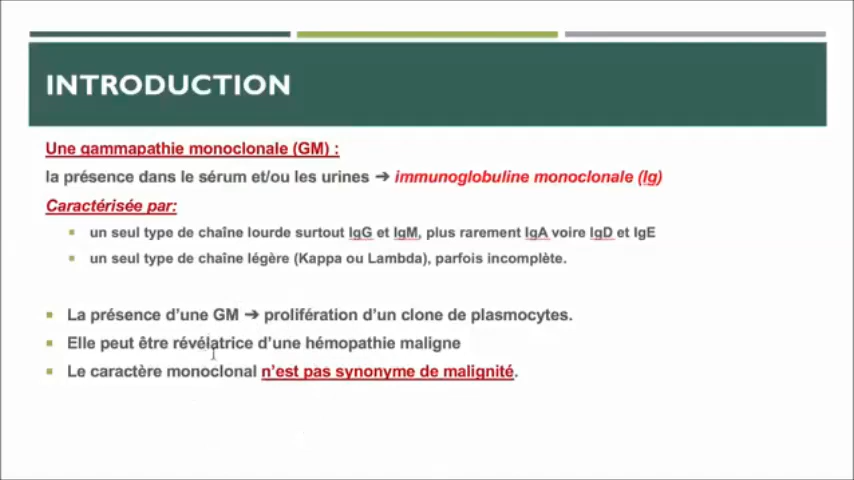 INTRODUCTION
Une gammapathie monoclonale (GM) :
la présence dans le sérum et/ou les urines ➔ immunoglobuline monoclonale (Ig)
Caractérisée par:
▪ un seul type de chaîne lourde surtout IgG et IgM, plus rarement IgA voire IgD et IgE
▪ un seul type de chaîne légère (Kappa ou Lambda), parfois incomplète.
▪ La présence d’une GM ➔ prolifération d’un clone de plasmocytes.
▪ Elle peut être révélatrice d’une hémopathie maligne
▪ Le caractère monoclonal n’est pas synonyme de malignité.